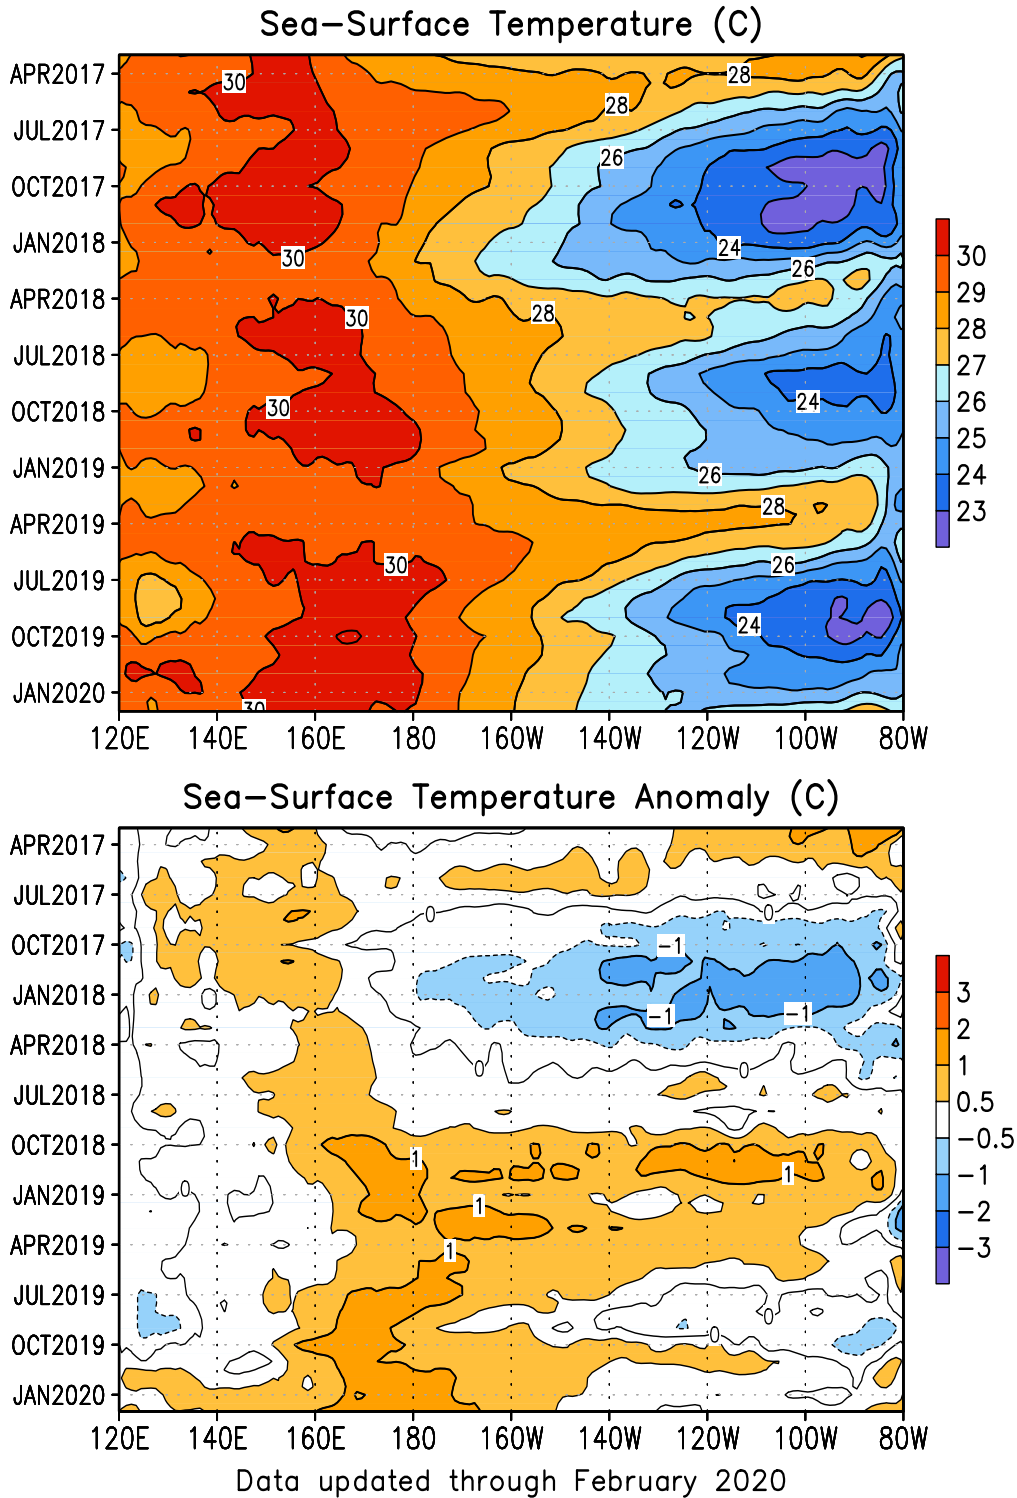 Sea-Surface Temperature (C)
APR2017
JUL2017
OCT2017
JAN2018
APR2018
JUL2018
OCT2018
JAN2019
APR2019
JUL2019
OCT2019
JAN2020
30
28
28
26
24
30
26
30
28
24
30
26
28
30
26
24
30
120E 140E 160E 180 160W 140W 120W 100W 80W
30
29
28
27
26
25
24
23
Sea-Surface Temperature Anomaly (C)
APR2017
JUL2017
OCT2017
JAN2018
APR2018
JUL2018
OCT2018
JAN2019
APR2019
JUL2019
OCT2019
JAN2020
0
0
-1
-1
-1
0
0
1
1
0
1
1
0
0
120E 140E 160E 180 160W 140W 120W 100W 80W
3
2
1
0.5
-0.5
-1
-2
-3
Data updated through February 2020